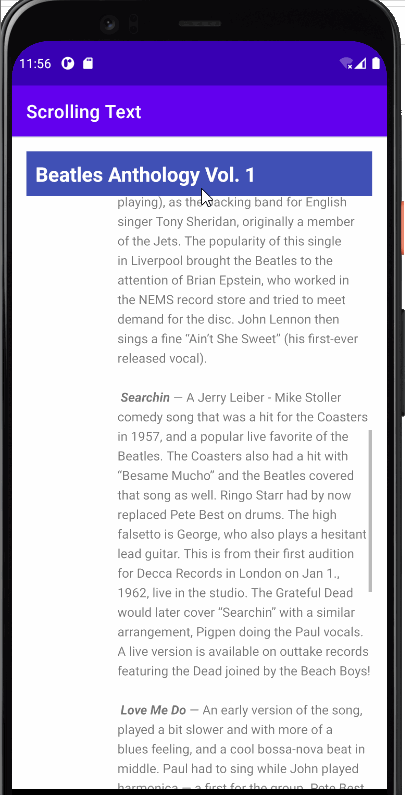 11:56
Scrolling Text
Beatles Anthology Vol. 1
playing), as the backing band for English
singer Tony Sheridan, originally a member
of the Jets. The popularity of this single
in Liverpool brought the Beatles to the
attention of Brian Epstein, who worked in
the NEMS record store and tried to meet
demand for the disc. John Lennon then
sings a fine “Ain’t She Sweet” (his first-ever
released vocal).
Searchin — A Jerry Leiber - Mike Stoller
comedy song that was a hit for the Coasters
in 1957, and a popular live favorite of the
Beatles. The Coasters also had a hit with
“Besame Mucho” and the Beatles covered
that song as well. Ringo Starr had by now
replaced Pete Best on drums. The high
falsetto is George, who also plays a hesitant
lead guitar. This is from their first audition
for Decca Records in London on Jan 1.,
1962, live in the studio. The Grateful Dead
would later cover “Searchin” with a similar
arrangement, Pigpen doing the Paul vocals.
A live version is available on outtake records
featuring the Dead joined by the Beach Boys!
Love Me Do — An early version of the song,
played a bit slower and with more of a
blues feeling, and a cool bossa-nova beat in
middle. Paul had to sing while John played
harmonica — a first for the group. Pete Best